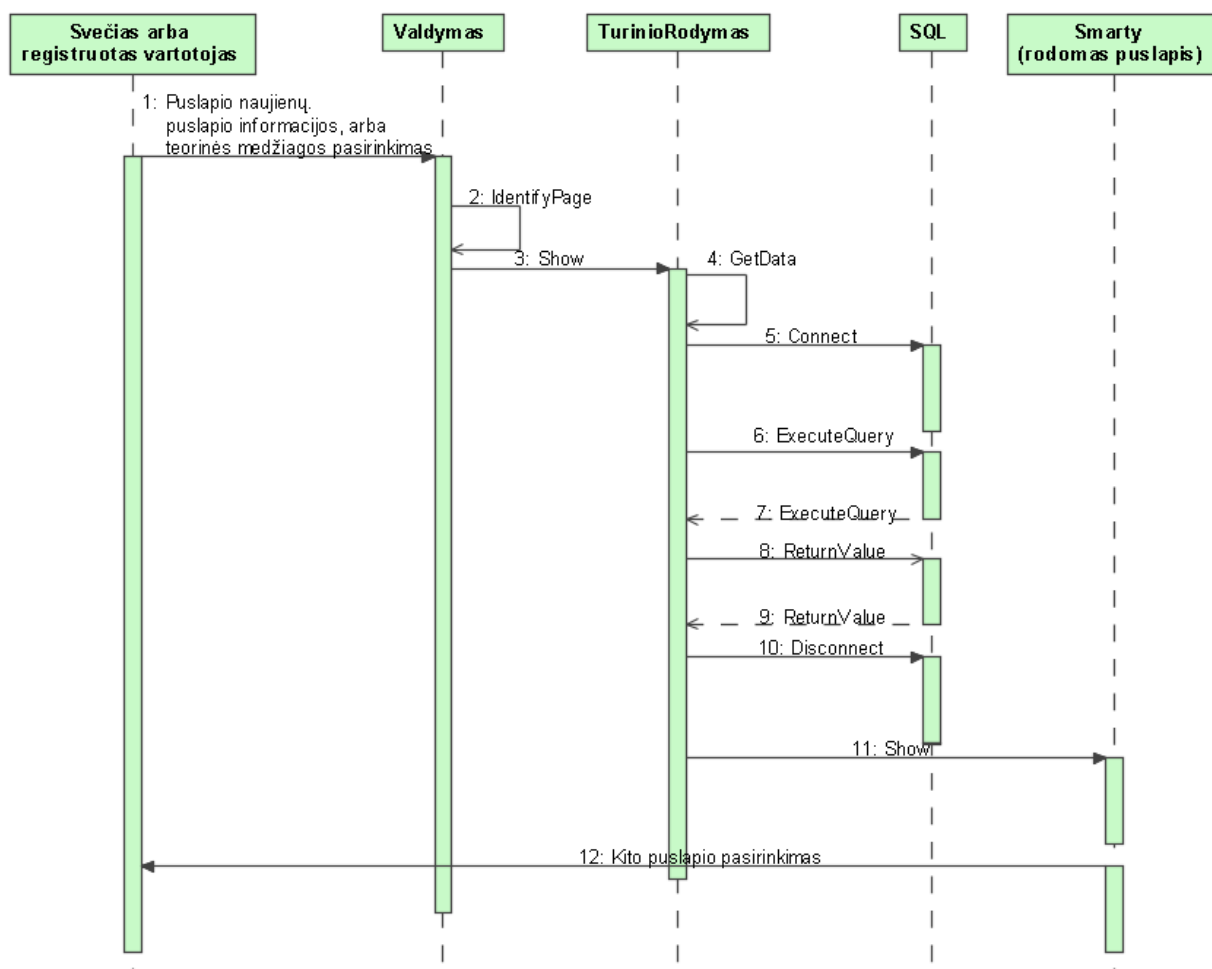 Svečias arba
registruotas vartotojas
Valdymas
TurinioRodymas
SQL
Smarty
(rodomas puslapis)
1: Puslapio naujienų.
puslapio informacijos, arba
teorinės medžiagos pasirinkimas
2: IdentifyPage
3: Show
4: GetData
5: Connect
6: ExecuteQuery
7: ExecuteQuery
8: ReturnValue
9: ReturnValue
10: Disconnect
11: Show
12: Kito puslapio pasirinkimas